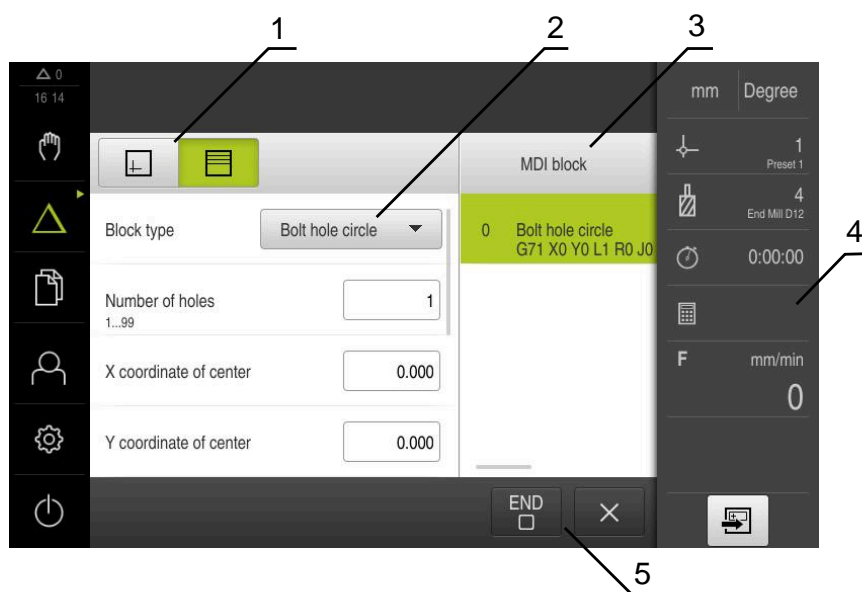 1
2
3
0
16 14
mm Degree
1
Preset 1
MDI block
4
End Mill D12
Block type
Bolt hole circle
0 Bolt hole circle
G71 X0 Y0 L1 R0 J0
4
0:00:00
Number of holes
1...99
1
X coordinate of center
0.000
F mm/min
0
Y coordinate of center
0.000
END
5